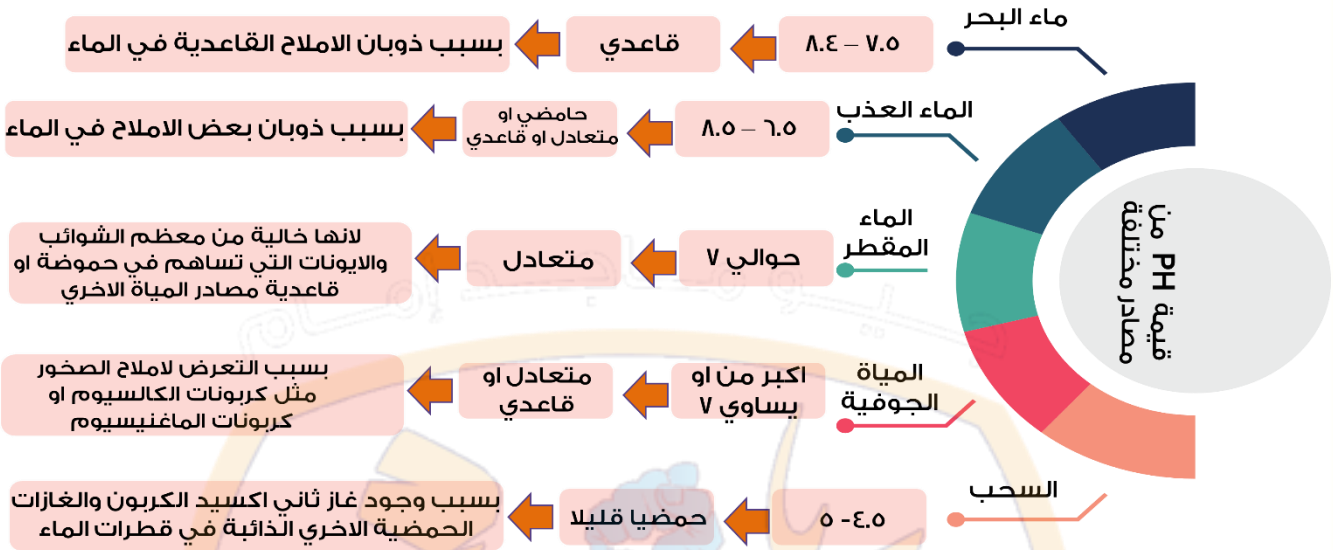 قيمة PH من
مصادر مختلفة
ماء البحر
٧.٥ – ٨.٤
قاعدي
بسبب ذوبان الاملاح القاعدية في الماء
الماء العذب
٦.٥ – ٨.٥
حامضي او
متعادل او قاعدي
بسبب ذوبان بعض الاملاح في الماء
الماء
المقطر
حوالي ٧
متعادل
لانها خالية من معظم الشوائب
والايونات التي تساهم في حموضة او
قاعدية مصادر المياة الاخري
المياة
الجوفية
اكبر من او
يساوي ٧
متعادل او
قاعدي
بسبب التعرض لاملاح الصخور
مثل كربونات الكالسيوم او
كربونات الماغنيسيوم
السحب
٤.٥- ٥
حمضيا قليلا
بسبب وجود غاز ثاني اكسيد الكربون والغازات
الحمضية الاخري الذائبة في قطرات الماء